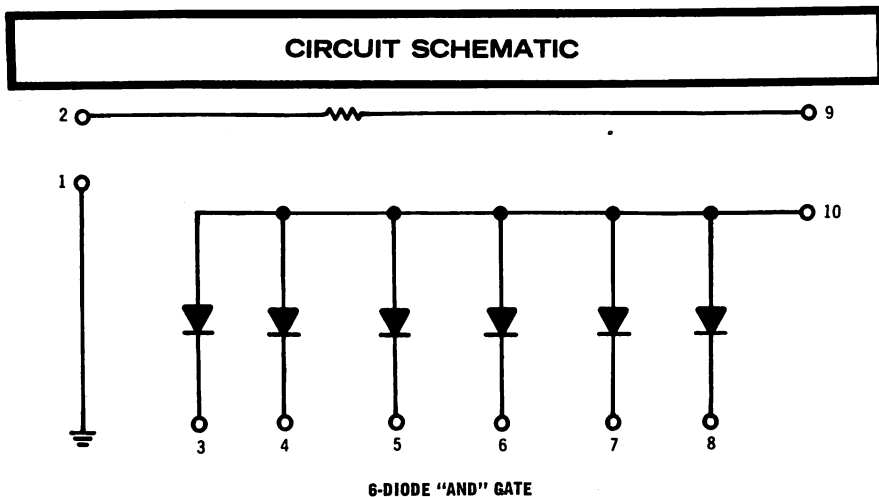 CIRCUIT SCHEMATIC
2
9
1
10
3 4 5 6 7 8
6-DIODE "AND" GATE